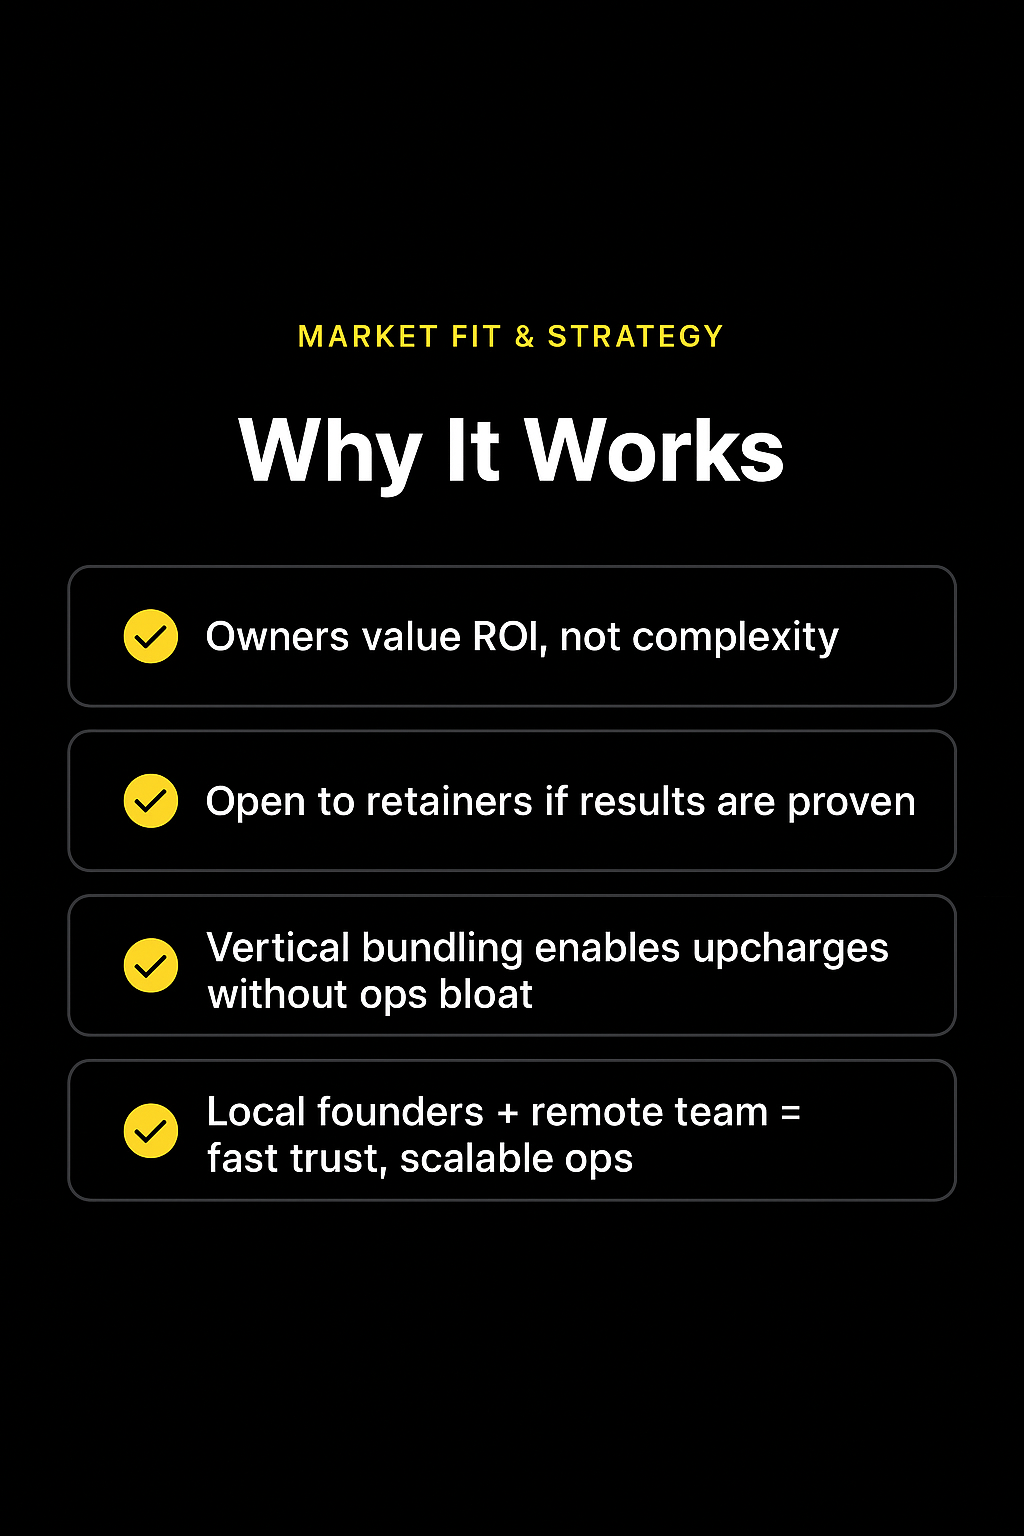 MARKET FIT & STRATEGY
Why It Works
Owners value ROI, not complexity
Open to retainers if results are proven
Vertical bundling enables upcharges
without ops bloat
Local founders + remote team =
fast trust, scalable ops